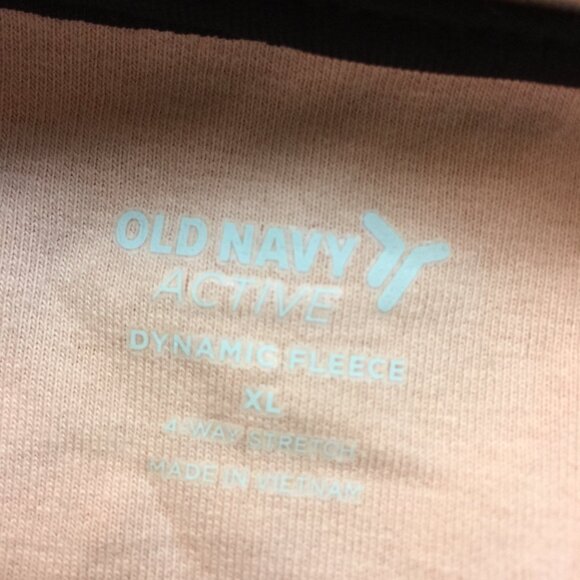 OLD NAVY
ACTIVE
DYNAMIC FLEECE
XL
4-WAY STRETCH
MADE IN VIETNAM